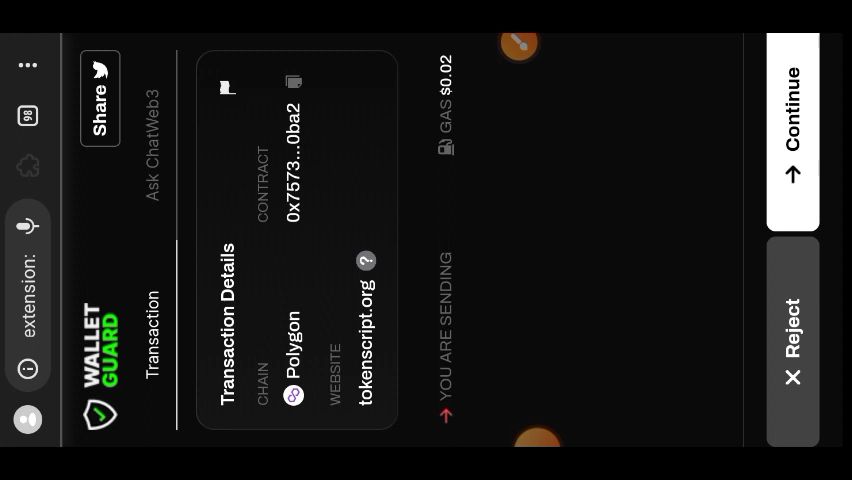 extension:
98
WALLET
GUARD
Share
Transaction
Ask ChatWeb3
Transaction Details
CHAIN
CONTRACT
Polygon
0x7573...0ba2
WEBSITE
tokenscript.org ?
YOU ARE SENDING
GAS $0.02
Reject
Continue